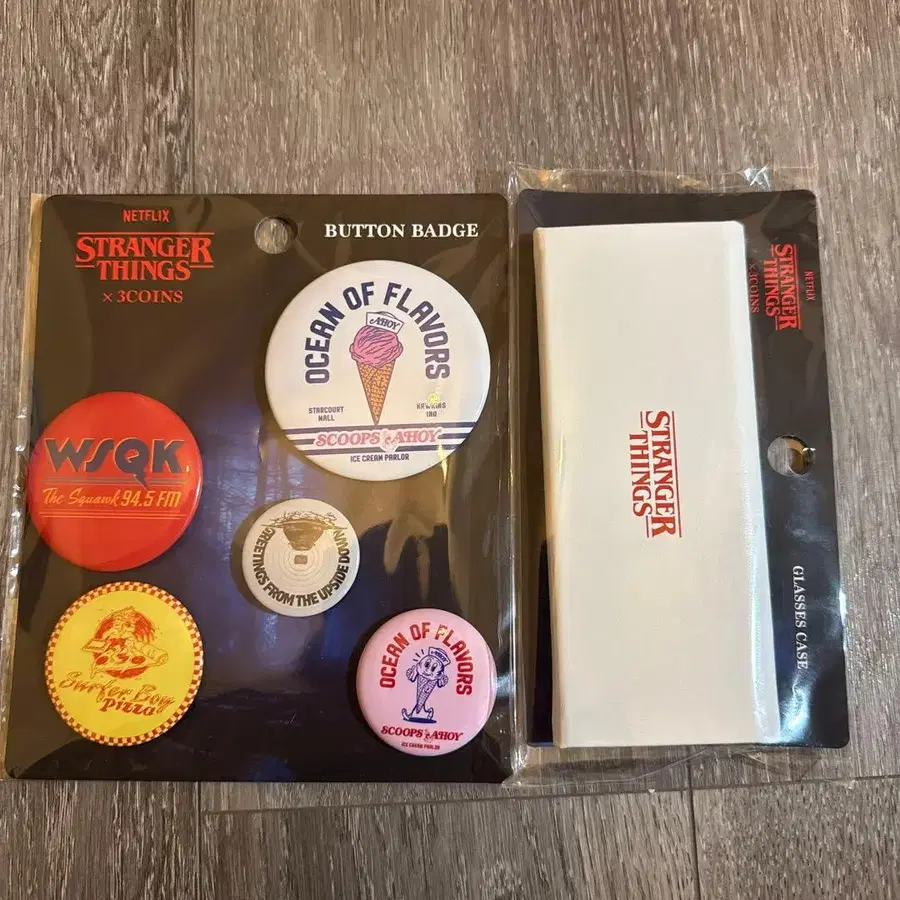 NETFLIX
STRANGER
THINGS
×3COINS
BUTTON BADGE
OCEAN OF FLAVORS
AHOY
STARCOURT
MALL
HAWKINS
IND
SCOOPS AHOY
ICE CREAM PARLOR
WSQK
The Squawk 94.5 FM
GREETINGS FROM THE UPSIDE DOWN
Surfer Boy
Pizza
OCEAN OF FLAVORS
SCOOPS AHOY
ICE CREAM PARLOR
STRANGER
THINGS
NETFLIX
STRANGER
THINGS
×3COINS
GLASSES CASE